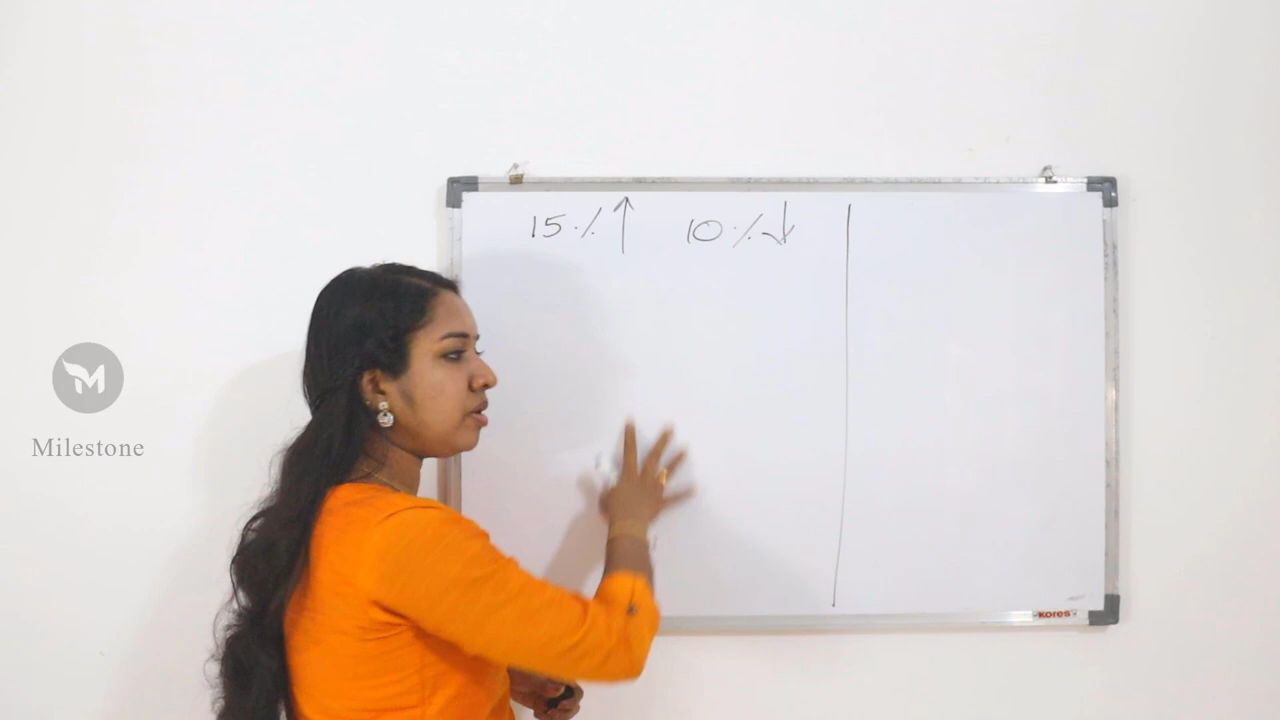 15% ↑ 10% ↓
Milestone
Kores